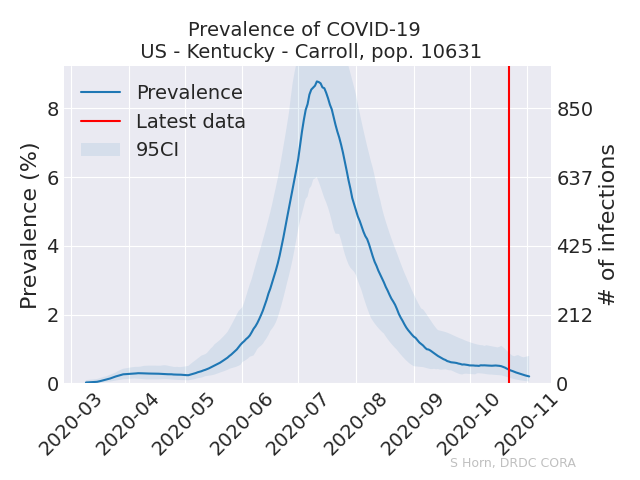 Prevalence of COVID-19
US - Kentucky - Carroll, pop. 10631
Prevalence
Latest data
95CI
Prevalence (%)
0
2
4
6
8
# of infections
0
212
425
637
850
2020-03
2020-04
2020-05
2020-06
2020-07
2020-08
2020-09
2020-10
2020-11
S Horn, DRDC CORA